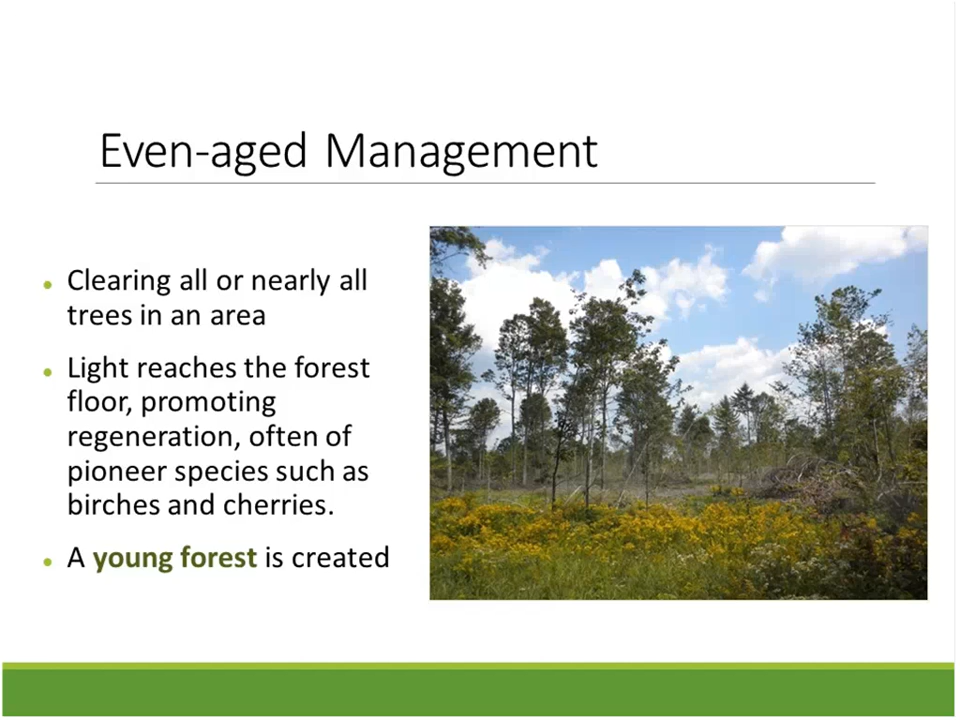 Even-aged Management
Clearing all or nearly all
trees in an area
Light reaches the forest
floor, promoting
regeneration, often of
pioneer species such as
birches and cherries.
A young forest is created